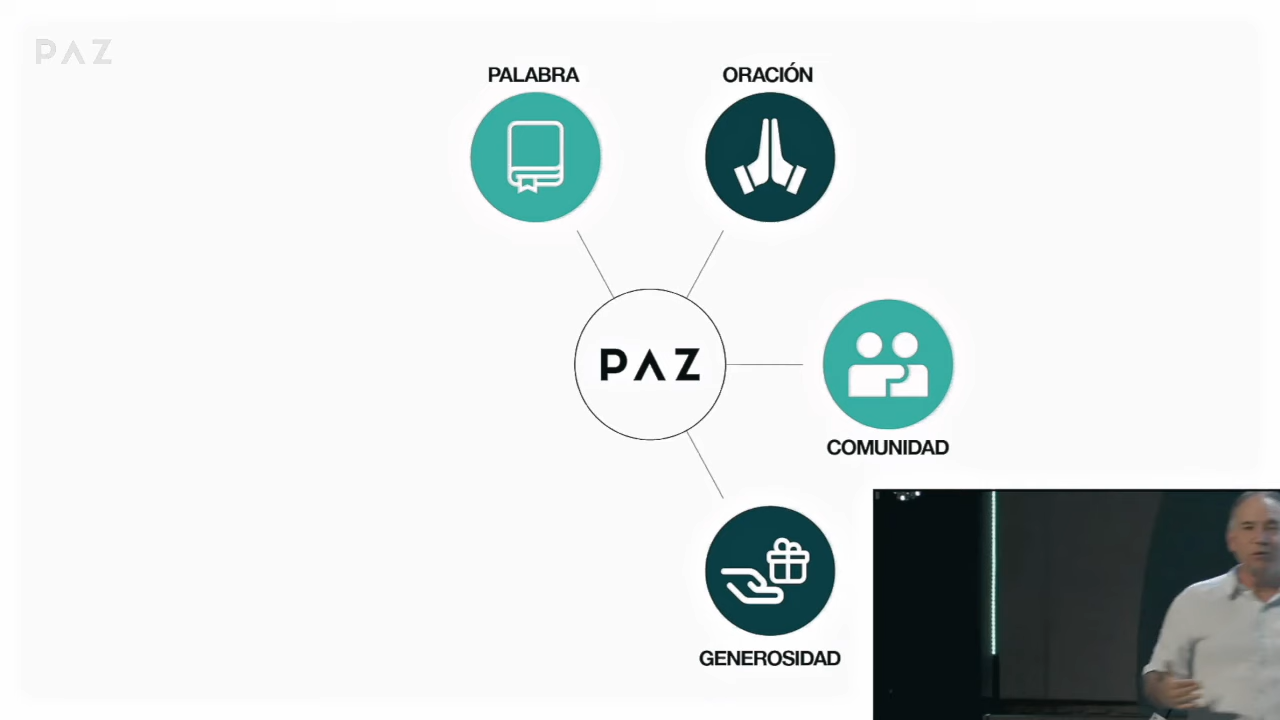 PAZ
PALABRA
ORACIÓN
PAZ
COMUNIDAD
GENEROSIDAD